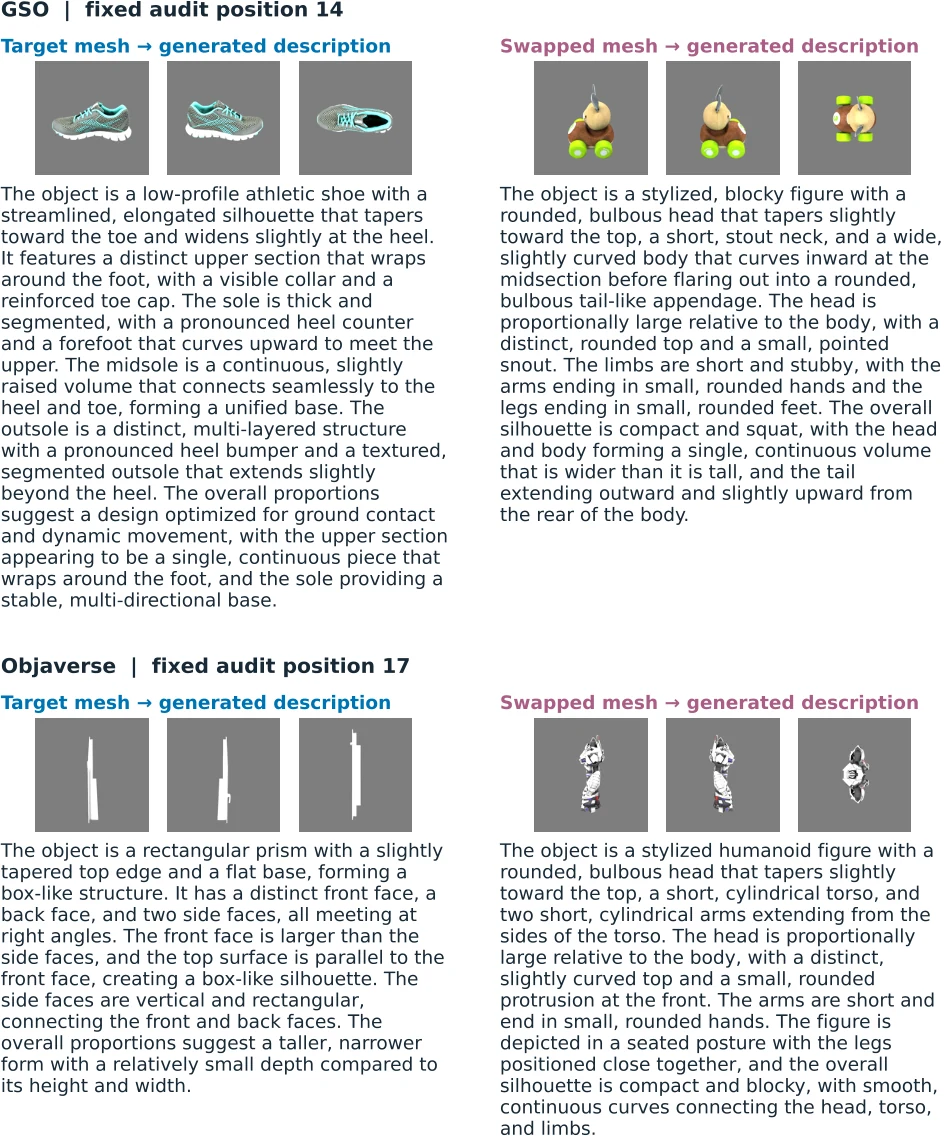 GSO  |  fixed audit position 14
Target mesh → generated description
The object is a low-profile athletic shoe with a
streamlined, elongated silhouette that tapers
toward the toe and widens slightly at the heel.
It features a distinct upper section that wraps
around the foot, with a visible collar and a
reinforced toe cap. The sole is thick and
segmented, with a pronounced heel counter
and a forefoot that curves upward to meet the
upper. The midsole is a continuous, slightly
raised volume that connects seamlessly to the
heel and toe, forming a unified base. The
outsole is a distinct, multi-layered structure
with a pronounced heel bumper and a textured,
segmented outsole that extends slightly
beyond the heel. The overall proportions
suggest a design optimized for ground contact
and dynamic movement, with the upper section
appearing to be a single, continuous piece that
wraps around the foot, and the sole providing a
stable, multi-directional base.
Swapped mesh → generated description
The object is a stylized, blocky figure with a
rounded, bulbous head that tapers slightly
toward the top, a short, stout neck, and a wide,
slightly curved body that curves inward at the
midsection before flaring out into a rounded,
bulbous tail-like appendage. The head is
proportionally large relative to the body, with a
distinct, rounded top and a small, pointed
snout. The limbs are short and stubby, with the
arms ending in small, rounded hands and the
legs ending in small, rounded feet. The overall
silhouette is compact and squat, with the head
and body forming a single, continuous volume
that is wider than it is tall, and the tail
extending outward and slightly upward from
the rear of the body.
Objaverse  |  fixed audit position 17
Target mesh → generated description
The object is a rectangular prism with a slightly
tapered top edge and a flat base, forming a
box-like structure. It has a distinct front face, a
back face, and two side faces, all meeting at
right angles. The front face is larger than the
side faces, and the top surface is parallel to the
front face, creating a box-like silhouette. The
side faces are vertical and rectangular,
connecting the front and back faces. The
overall proportions suggest a taller, narrower
form with a relatively small depth compared to
its height and width.
Swapped mesh → generated description
The object is a stylized humanoid figure with a
rounded, bulbous head that tapers slightly
toward the top, a short, cylindrical torso, and
two short, cylindrical arms extending from the
sides of the torso. The head is proportionally
large relative to the body, with a distinct,
slightly curved top and a small, rounded
protrusion at the front. The arms are short and
end in small, rounded hands. The figure is
depicted in a seated posture with the legs
positioned close together, and the overall
silhouette is compact and blocky, with smooth,
continuous curves connecting the head, torso,
and limbs.